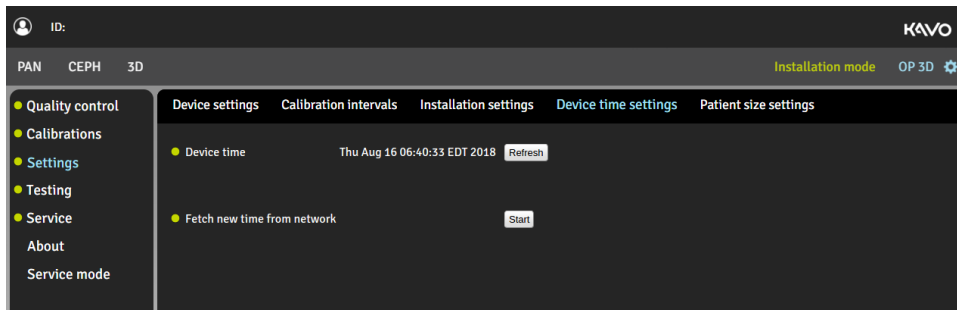 ID:
KAVO
PAN CEPH 3D
Installation mode OP 3D
Quality control
Calibrations
Settings
Testing
Service
About
Service mode
Device settings Calibration intervals Installation settings Device time settings Patient size settings
Device time Thu Aug 16 06:40:33 EDT 2018 Refresh
Fetch new time from network Start